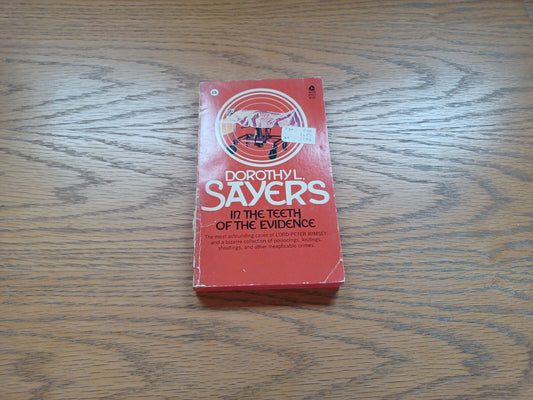 DOROTHY L.
SAYERS
IN THE TEETH
OF THE EVIDENCE
The most astounding cases of LORD PETER WIMSEY
and a bizarre collection of poisonings, knifings,
shootings, and other inexplicable crimes.